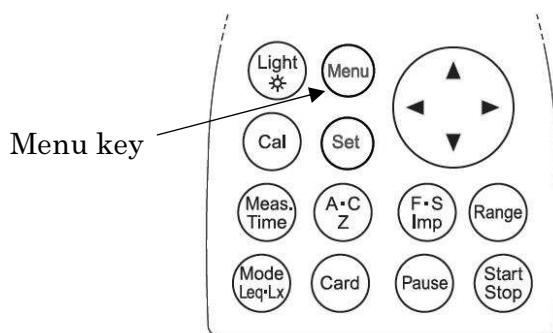 Light
Menu
Menu key
Cal
Set
Meas.
Time
A·C
Z
F·S
Imp
Range
Mode
Leq·Lx
Card
Pause
Start
Stop